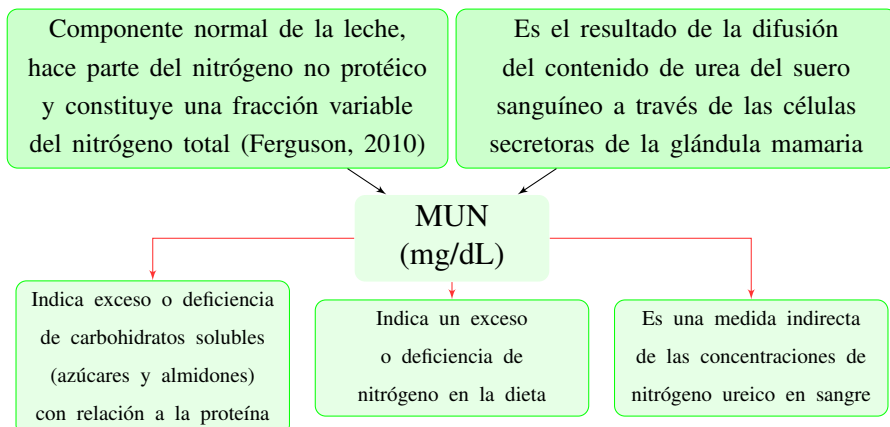 Componente normal de la leche,
hace parte del nitrógeno no protéico
y constituye una fracción variable
del nitrógeno total (Ferguson, 2010)
Es el resultado de la difusión
del contenido de urea del suero
sanguíneo a través de las células
secretoras de la glándula mamaria
MUN
(mg/dL)
Indica exceso o deficiencia
de carbohidratos solubles
(azúcares y almidones)
con relación a la proteína
Indica un exceso
o deficiencia de
nitrógeno en la dieta
Es una medida indirecta
de las concentraciones de
nitrógeno ureico en sangre